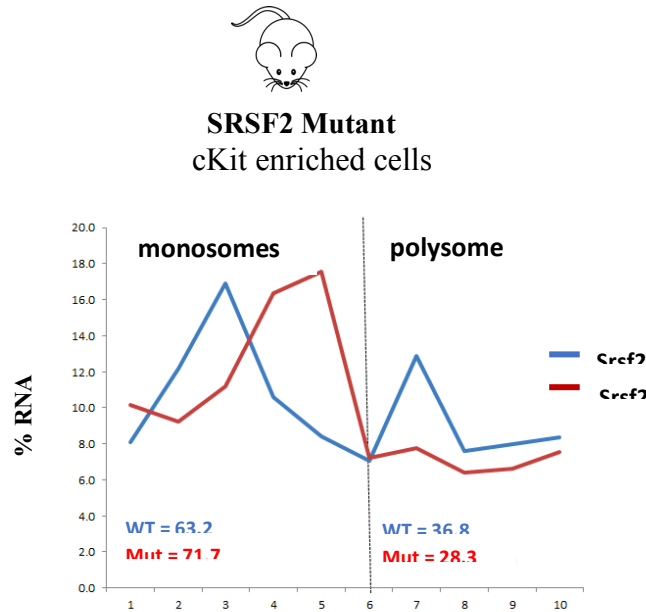 SRSF2 Mutant
cKit enriched cells
20.0
18.0
16.0
14.0
12.0
10.0
8.0
6.0
4.0
2.0
0.0
% RNA
monosomes
polysome
Srsf2
Srsf2
WT = 63.2
Mut = 71.7
WT = 36.8
Mut = 28.3
1 2 3 4 5 6 7 8 9 10